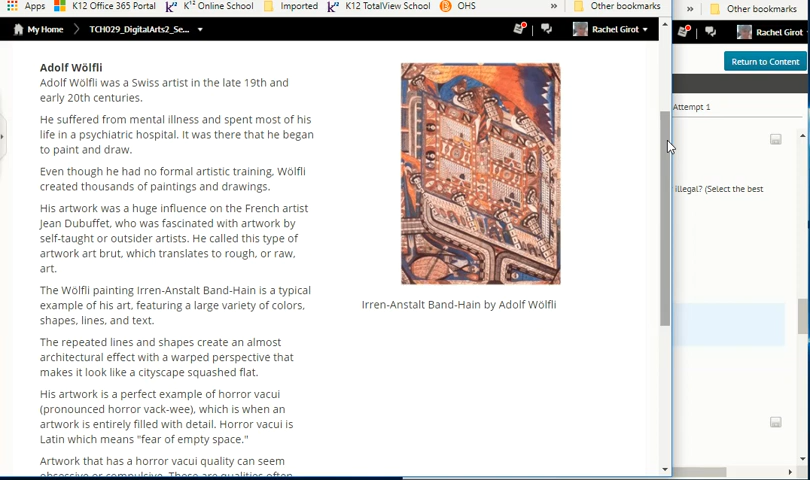 Apps K12 Office 365 Portal K¹² Online School Imported K12 TotalView School OHS » Other bookmarks
» Other bookmarks
My Home TCH029_DigitalArts2_Se... Rachel Girot
Rachel Girot
Return to Content
Attempt 1
illegal? (Select the best
Adolf Wölfli
Adolf Wölfli was a Swiss artist in the late 19th and
early 20th centuries.
He suffered from mental illness and spent most of his
life in a psychiatric hospital. It was there that he began
to paint and draw.
Even though he had no formal artistic training, Wölfli
created thousands of paintings and drawings.
His artwork was a huge influence on the French artist
Jean Dubuffet, who was fascinated with artwork by
self-taught or outsider artists. He called this type of
artwork art brut, which translates to rough, or raw,
art.
The Wölfli painting Irren-Anstalt Band-Hain is a typical
example of his art, featuring a large variety of colors,
shapes, lines, and text.
The repeated lines and shapes create an almost
architectural effect with a warped perspective that
makes it look like a cityscape squashed flat.
His artwork is a perfect example of horror vacui
(pronounced horror vack-wee), which is when an
artwork is entirely filled with detail. Horror vacui is
Latin which means "fear of empty space."
Artwork that has a horror vacui quality can seem
obsessive or compulsive. These are qualities often
Irren-Anstalt Band-Hain by Adolf Wölfli